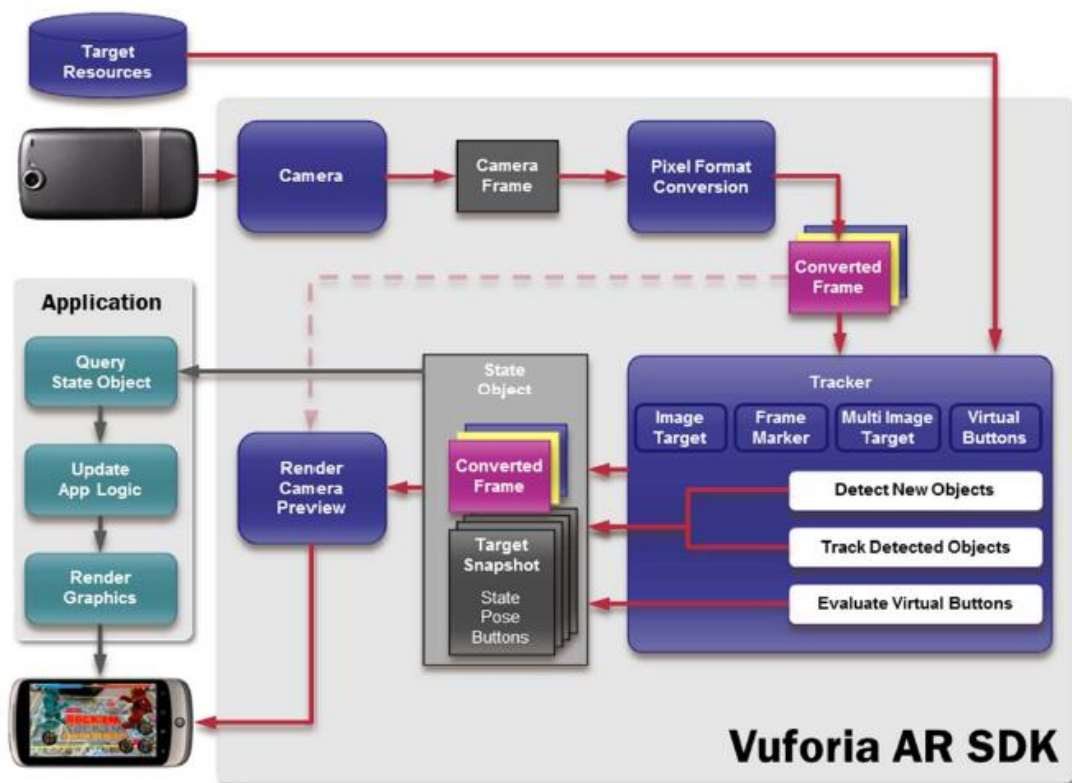 Target
Resources
Camera
Camera
Frame
Pixel Format
Conversion
Converted
Frame
Application
Query
State Object
Update
App Logic
Render
Graphics
Render
Camera
Preview
State
Object
Converted
Frame
Target
Snapshot
State
Pose
Buttons
Tracker
Image
Target
Frame
Marker
Multi Image
Target
Virtual
Buttons
Detect New Objects
Track Detected Objects
Evaluate Virtual Buttons
Vuforia AR SDK